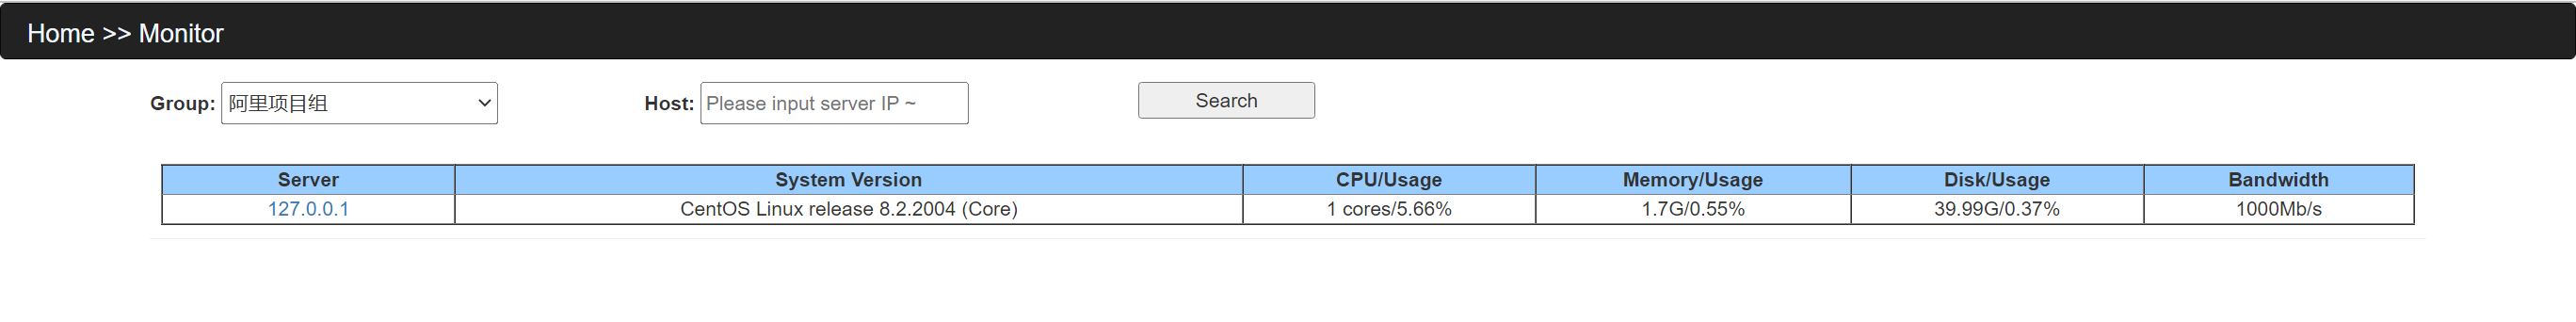 Home >> Monitor
Group: 阿里项目组 Host: Please input server IP ~ Search
Server System Version CPU/Usage Memory/Usage Disk/Usage Bandwidth
127.0.0.1 CentOS Linux release 8.2.2004 (Core) 1 cores/5.66% 1.7G/0.55% 39.99G/0.37% 1000Mb/s